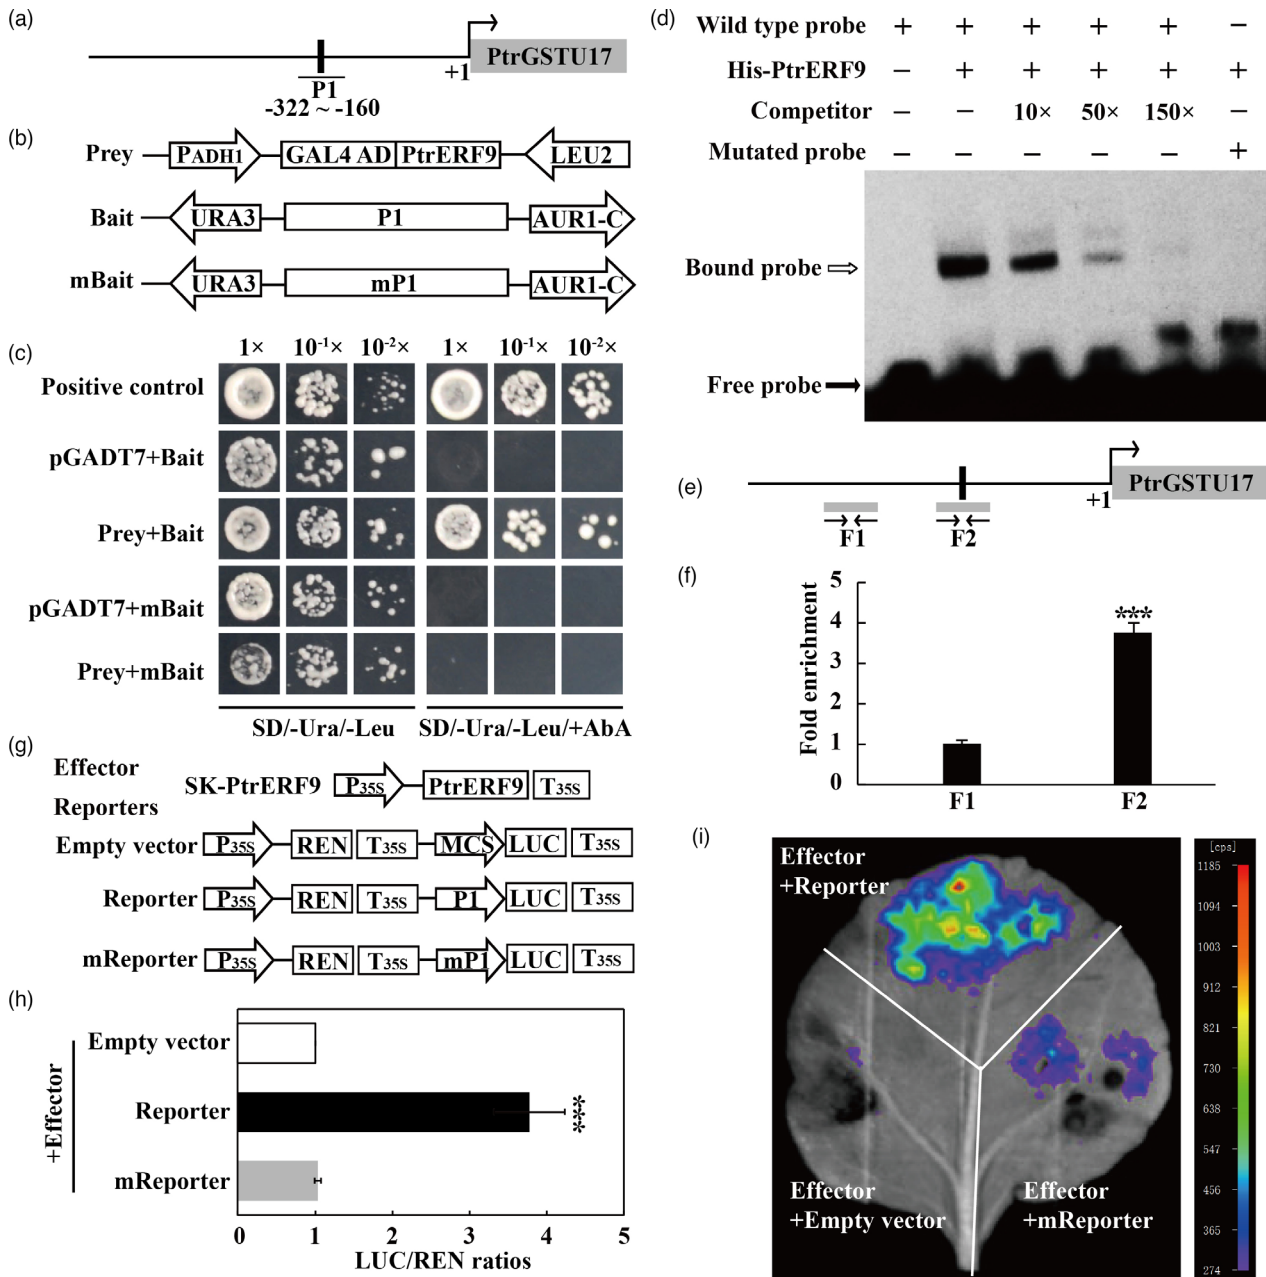 (a)
PtrGSTU17
+1
P1
-322 ~ -160
(b)
Prey PADH1 GAL4 AD PtrERF9 LEU2
Bait URA3 P1 AUR1-C
mBait URA3 mP1 AUR1-C
(c)
1× 10⁻¹× 10⁻²× 1× 10⁻¹× 10⁻²×
Positive control
pGADT7+Bait
Prey+Bait
pGADT7+mBait
Prey+mBait
SD/-Ura/-Leu SD/-Ura/-Leu/+AbA
(d)
Wild type probe + + + + + −
His-PtrERF9 − + + + + +
Competitor − − 10× 50× 150× −
Mutated probe − − − − − +
Bound probe
Free probe
(e)
PtrGSTU17
+1
F1 F2
(f)
Fold enrichment
5
4
3
2
1
0
***
F1 F2
(g)
Effector
SK-PtrERF9 P35S PtrERF9 T35S
Reporters
Empty vector P35S REN T35S MCS LUC T35S
Reporter P35S REN T35S P1 LUC T35S
mReporter P35S REN T35S mP1 LUC T35S
(h)
+Effector
Empty vector
Reporter
***
mReporter
0 1 2 3 4 5
LUC/REN ratios
(i)
Effector
+Reporter
Effector
+Empty vector
Effector
+mReporter
[cps]
1185
1094
1003
912
821
730
638
547
456
365
274